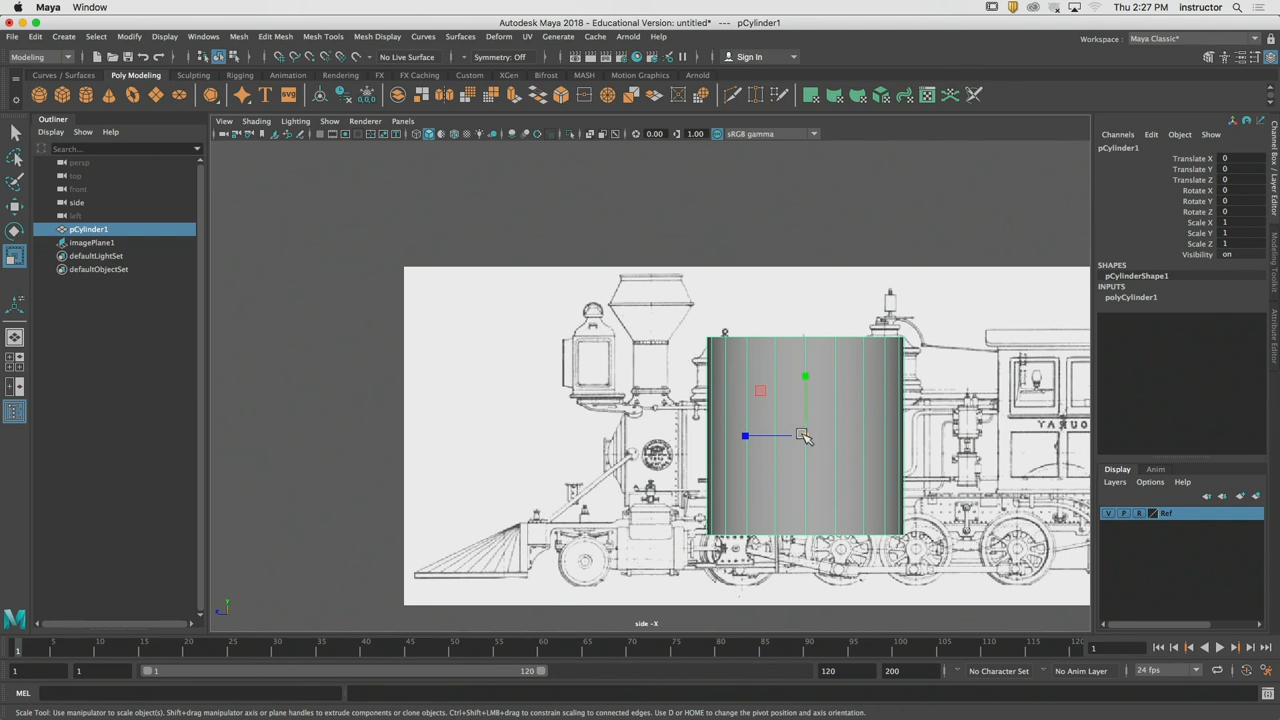 Maya Window Thu 2:27 PM instructor
Autodesk Maya 2018 - Educational Version: untitled* --- pCylinder1
File Edit Create Select Modify Display Windows Mesh Edit Mesh Mesh Tools Mesh Display Curves Surfaces Deform UV Generate Cache Arnold Help
Workspace : Maya Classic*
Modeling No Live Surface Symmetry: Off Sign In
Curves / Surfaces Poly Modeling Sculpting Rigging Animation Rendering FX FX Caching Custom XGen Bifrost MASH Motion Graphics Arnold
T svg
Outliner
Display Show Help
Search...
persp
top
front
side
left
pCylinder1
imagePlane1
defaultLightSet
defaultObjectSet
View Shading Lighting Show Renderer Panels
0.00 1.00 sRGB gamma
side -X
Channels Edit Object Show
pCylinder1
Translate X 0
Translate Y 0
Translate Z 0
Rotate X 0
Rotate Y 0
Rotate Z 0
Scale X 1
Scale Y 1
Scale Z 1
Visibility on
SHAPES
pCylinderShape1
INPUTS
polyCylinder1
Channel Box / Layer Editor
Modeling Toolkit
Attribute Editor
Display Anim
Layers Options Help
V P R Ref
1 5 10 15 20 25 30 35 40 45 50 55 60 65 70 75 80 85 90 95 100 105 110 115 120 1
1 1 1 120 120 200 No Character Set No Anim Layer 24 fps
MEL
Scale Tool: Use manipulator to scale object(s). Shift+drag manipulator axis or plane handles to extrude components or clone objects. Ctrl+Shift+LMB+drag to constrain scaling to connected edges. Use D or HOME to change the pivot position and axis orientation.